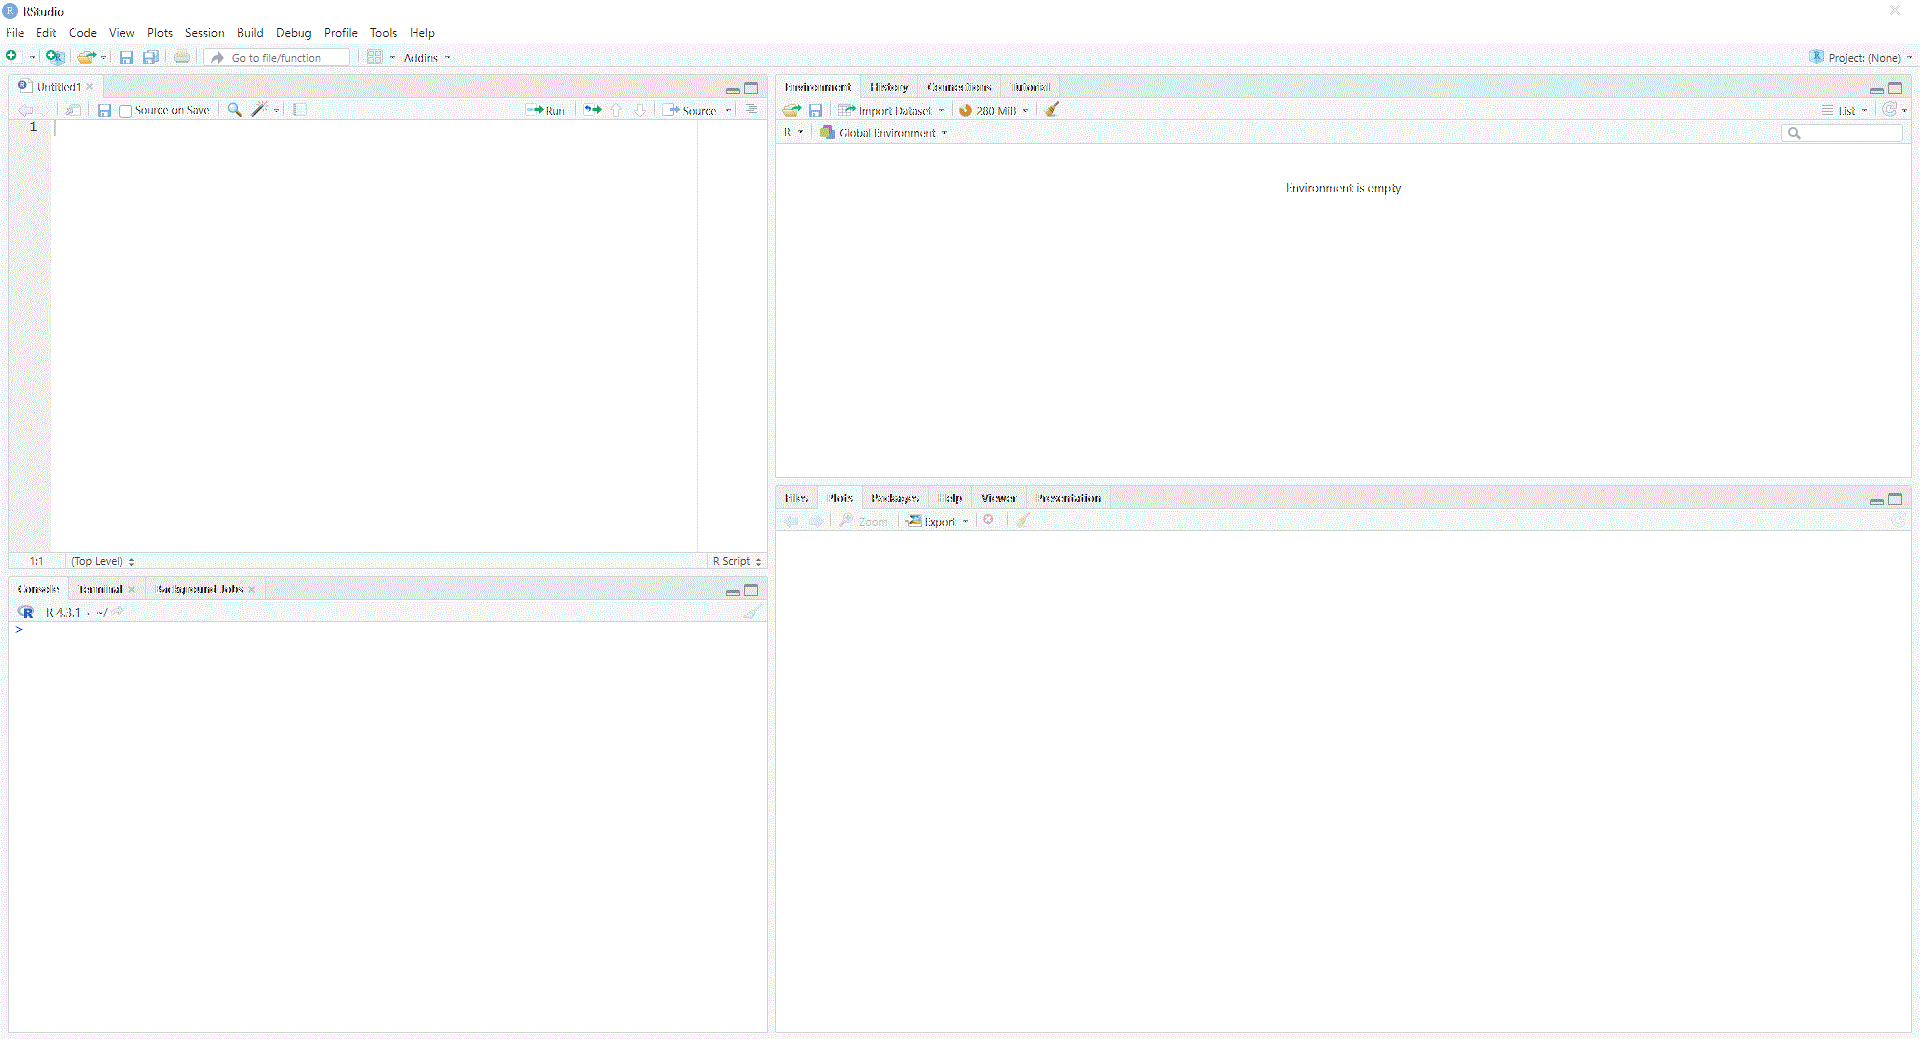 RStudio
File Edit Code View Plots Session Build Debug Profile Tools Help
Go to file/function Addins Project: (None)
Untitled1
Source on Save Run Source
1
1:1 (Top Level) R Script
Console Terminal Background Jobs
R 4.3.1 · ~/
>
Environment History Connections Tutorial
Import Dataset 280 MiB List
R Global Environment
Environment is empty
Files Plots Packages Help Viewer Presentation
Zoom Export